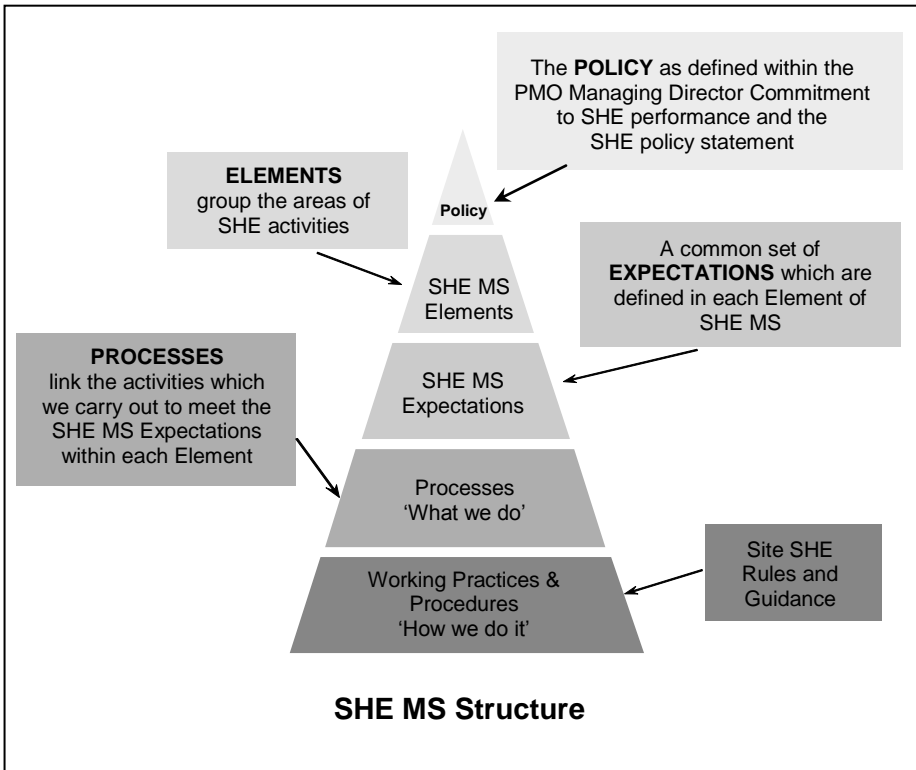 The POLICY as defined within the
PMO Managing Director Commitment
to SHE performance and the
SHE policy statement
ELEMENTS
group the areas of
SHE activities
Policy
A common set of
EXPECTATIONS which are
defined in each Element of
SHE MS
SHE MS
Elements
PROCESSES
link the activities which
we carry out to meet the
SHE MS Expectations
within each Element
SHE MS
Expectations
Processes
‘What we do’
Site SHE
Rules and
Guidance
Working Practices &
Procedures
‘How we do it’
SHE MS Structure